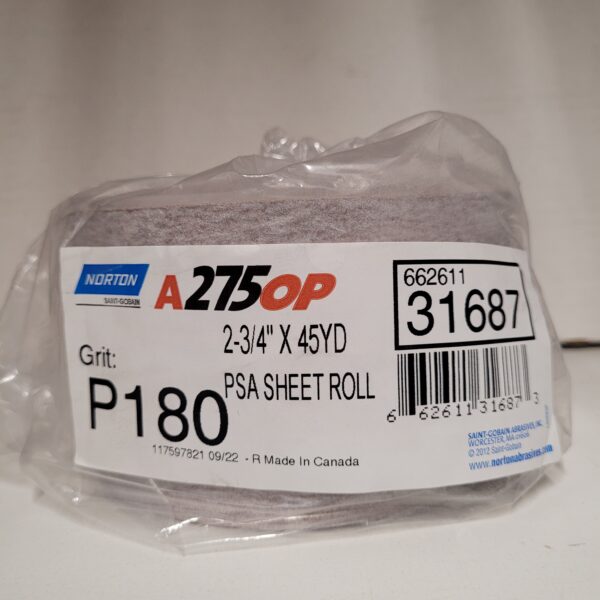 NORTON
SAINT-GOBAIN
A275OP
2-3/4" X 45YD
PSA SHEET ROLL
Grit:
P180
117597821 09/22 - R Made In Canada
662611
31687
6 62611 31687 3
SAINT-GOBAIN ABRASIVES, INC.
WORCESTER, MA 01606
© 2012 Saint-Gobain
www.nortonabrasives.com